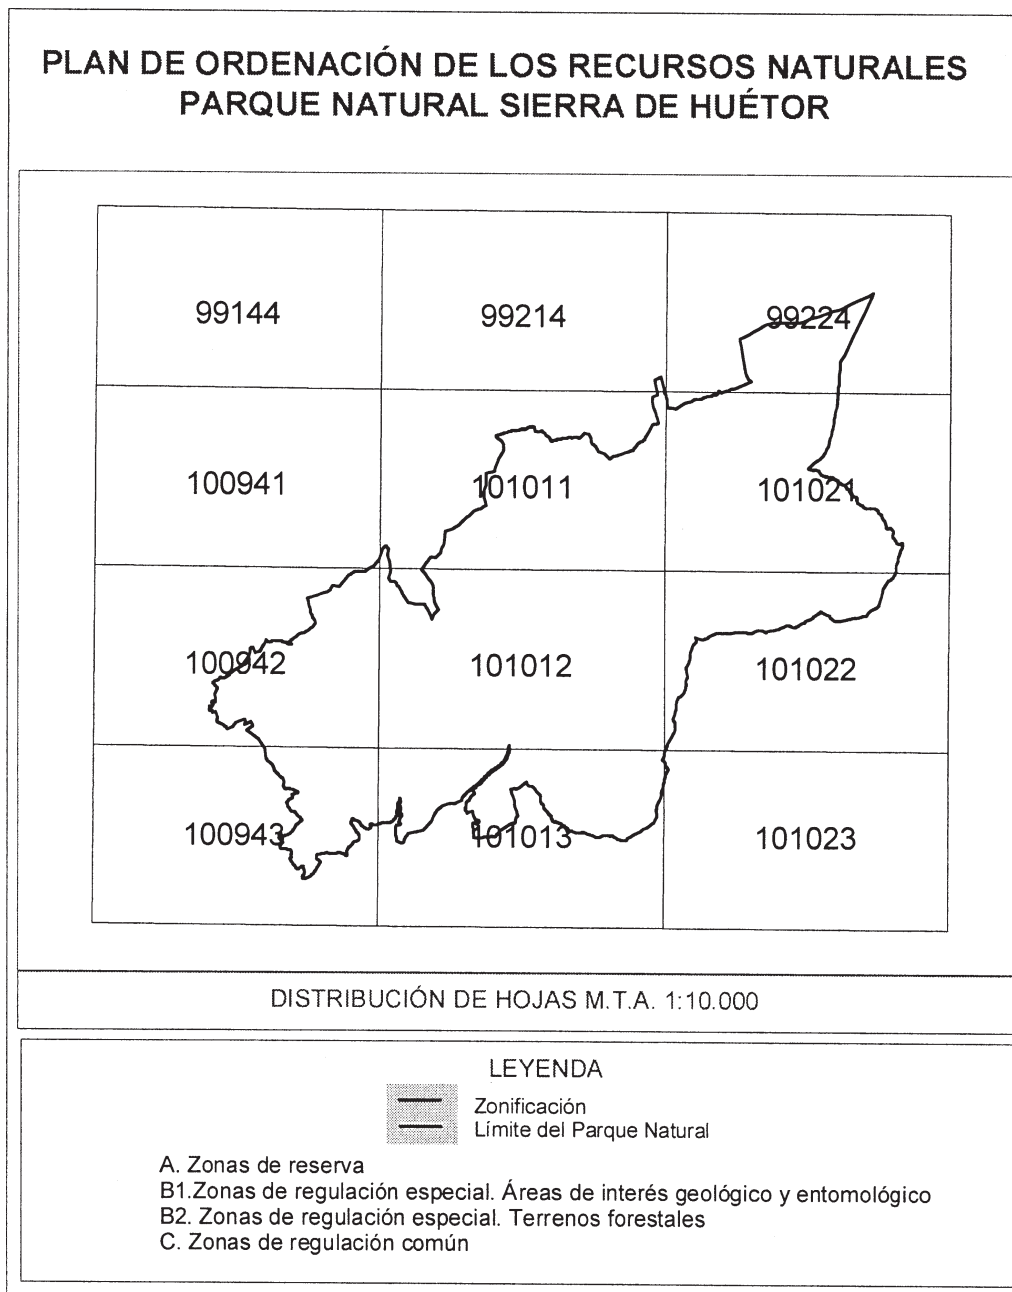 PLAN DE ORDENACIÓN DE LOS RECURSOS NATURALES
PARQUE NATURAL SIERRA DE HUÉTOR
99144 99214 99224
100941 101011 101021
100942 101012 101022
100943 101013 101023
DISTRIBUCIÓN DE HOJAS M.T.A. 1:10.000
LEYENDA
Zonificación
Límite del Parque Natural
A. Zonas de reserva
B1.Zonas de regulación especial. Áreas de interés geológico y entomológico
B2. Zonas de regulación especial. Terrenos forestales
C. Zonas de regulación común